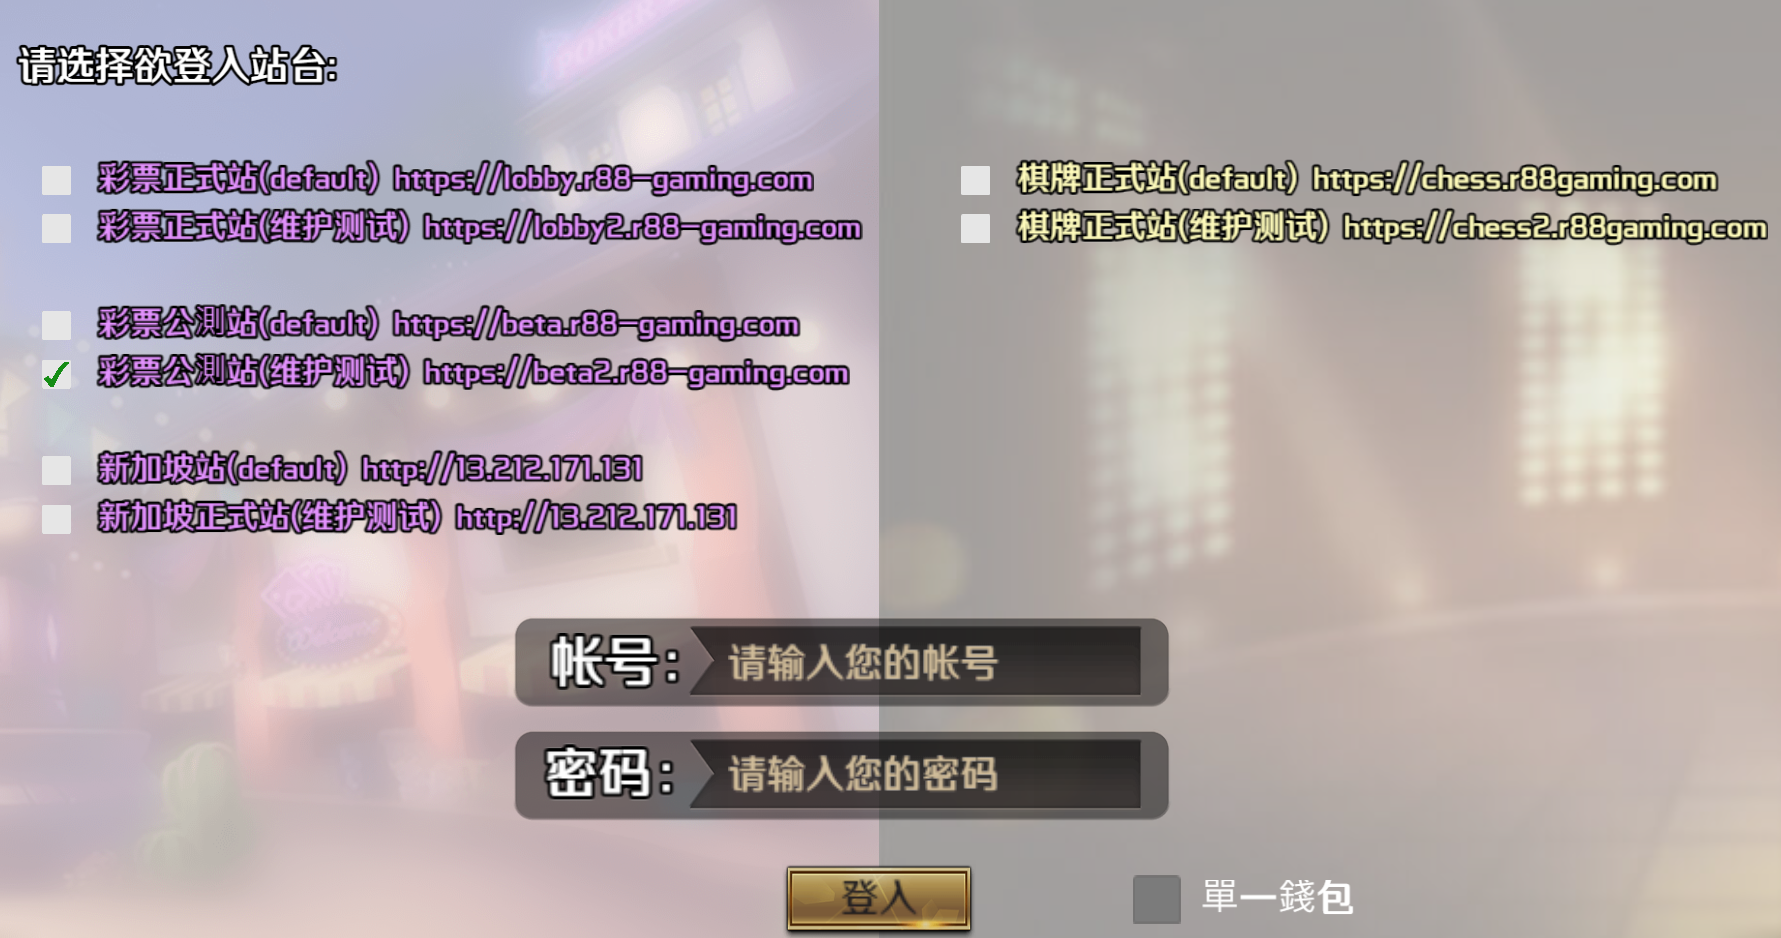 POKER
请选择欲登入站台:
彩票正式站(default) https://lobby.r88-gaming.com
彩票正式站(维护测试) https://lobby2.r88-gaming.com
彩票公測站(default) https://beta.r88-gaming.com
彩票公測站(维护测试) https://beta2.r88-gaming.com
新加坡站(default) http://13.212.171.131
新加坡正式站(维护测试) http://13.212.171.131
棋牌正式站(default) https://chess.r88gaming.com
棋牌正式站(维护测试) https://chess2.r88gaming.com
Welcome
帐号: 请输入您的帐号
密码: 请输入您的密码
登入
單一錢包